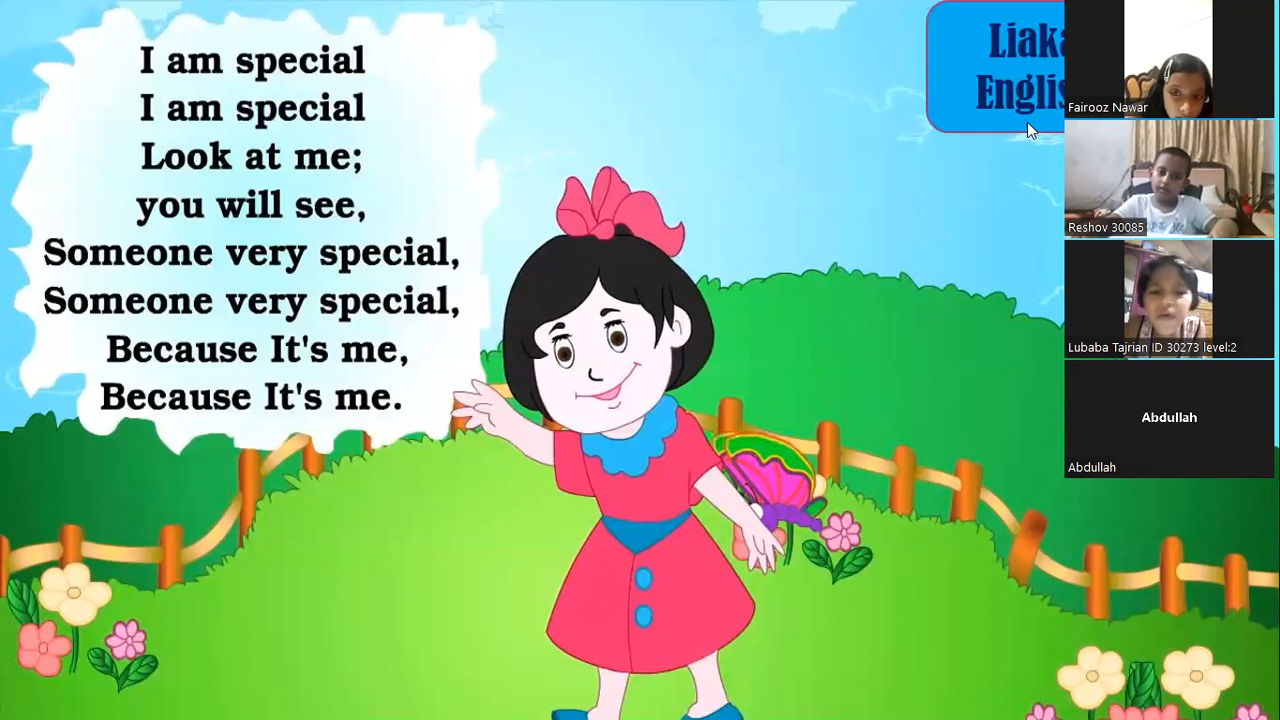 I am special
I am special
Look at me;
you will see,
Someone very special,
Someone very special,
Because It's me,
Because It's me.
Fairooz Nawar
Reshov 30085
Lubaba Tajrian ID 30273 level:2
Abdullah
Abdullah